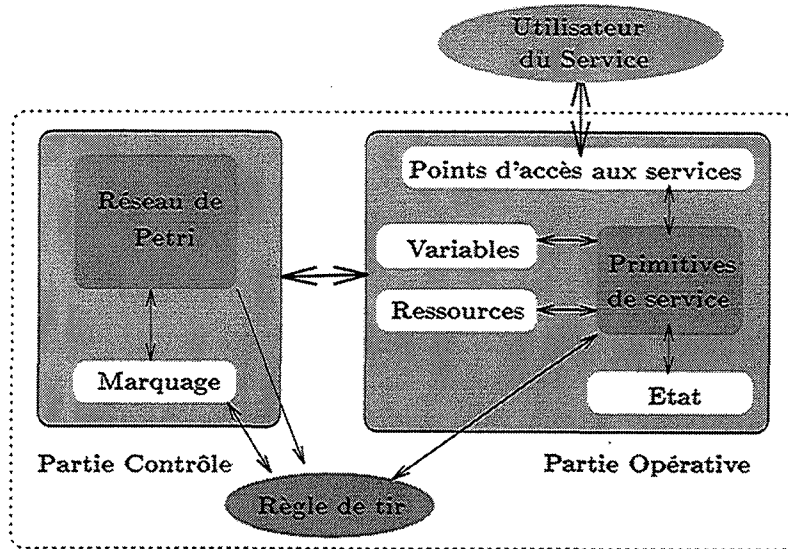 Utilisateur
dù Service
Points d'accès aux services
Réseau de
Petri
Variables
Primitives
de service
Ressources
Marquage
Etat
Partie Contrôle
Partie Opérative
Règle de tir